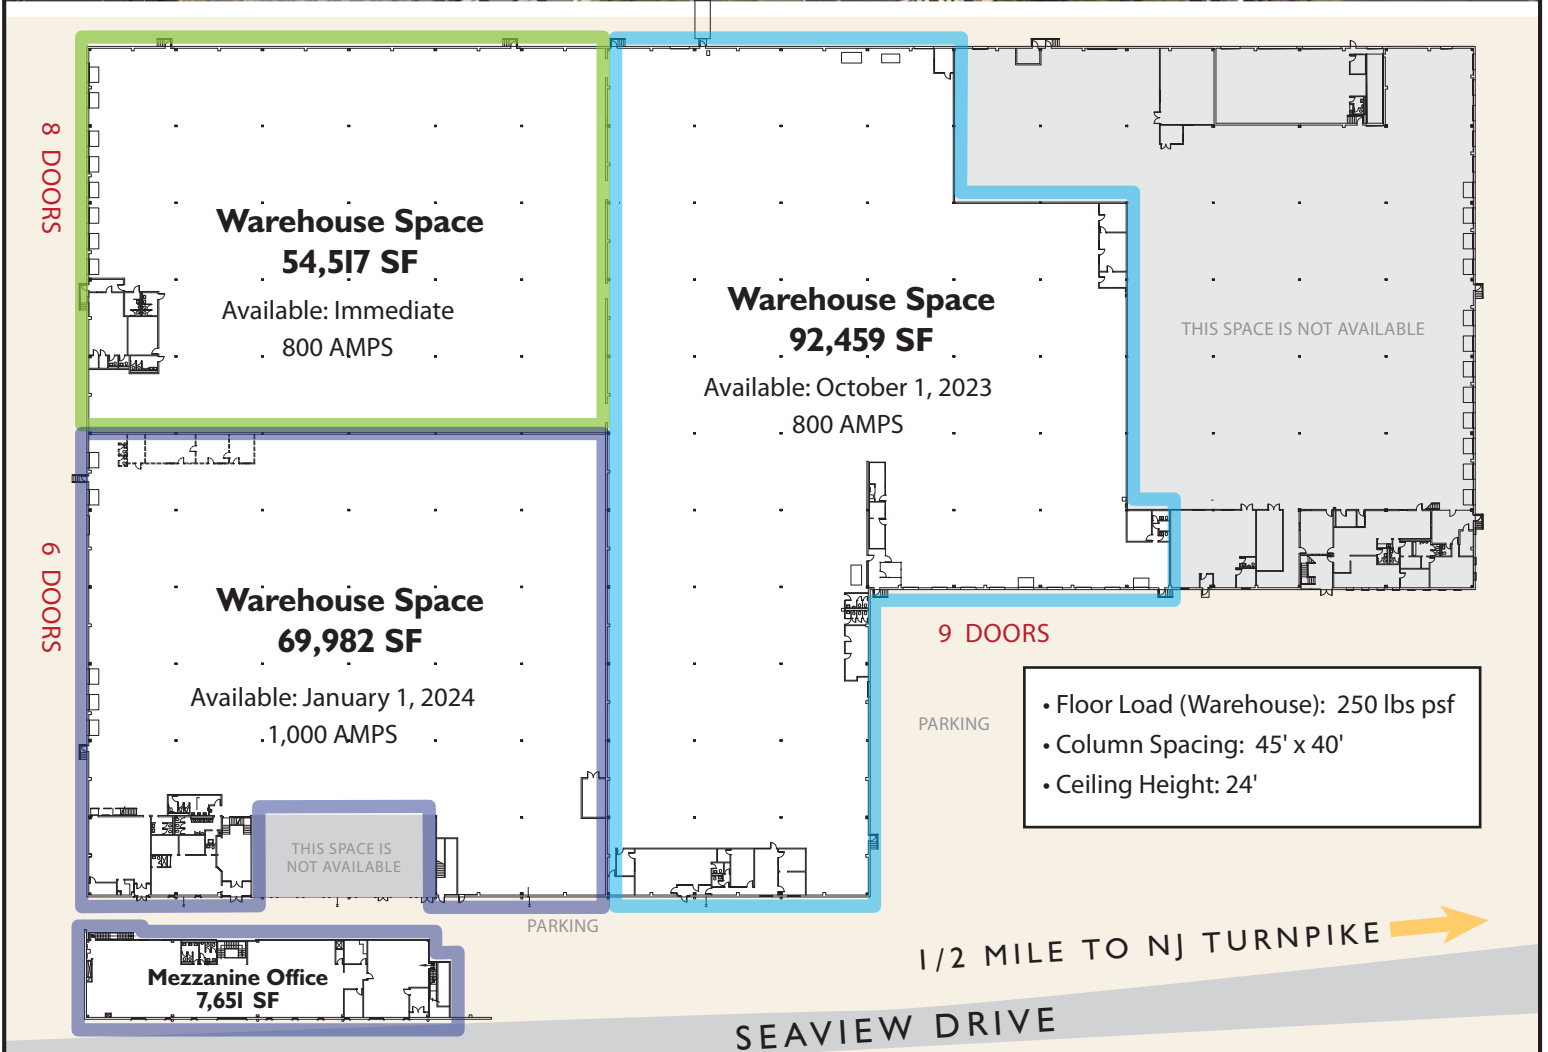 8 DOORS
Warehouse Space
54,517 SF
Available: Immediate
800 AMPS
Warehouse Space
92,459 SF
Available: October 1, 2023
800 AMPS
THIS SPACE IS NOT AVAILABLE
6 DOORS
Warehouse Space
69,982 SF
Available: January 1, 2024
1,000 AMPS
9 DOORS
PARKING
• Floor Load (Warehouse): 250 lbs psf
• Column Spacing: 45' x 40'
• Ceiling Height: 24'
THIS SPACE IS
NOT AVAILABLE
PARKING
Mezzanine Office
7,651 SF
1/2 MILE TO NJ TURNPIKE
SEAVIEW DRIVE